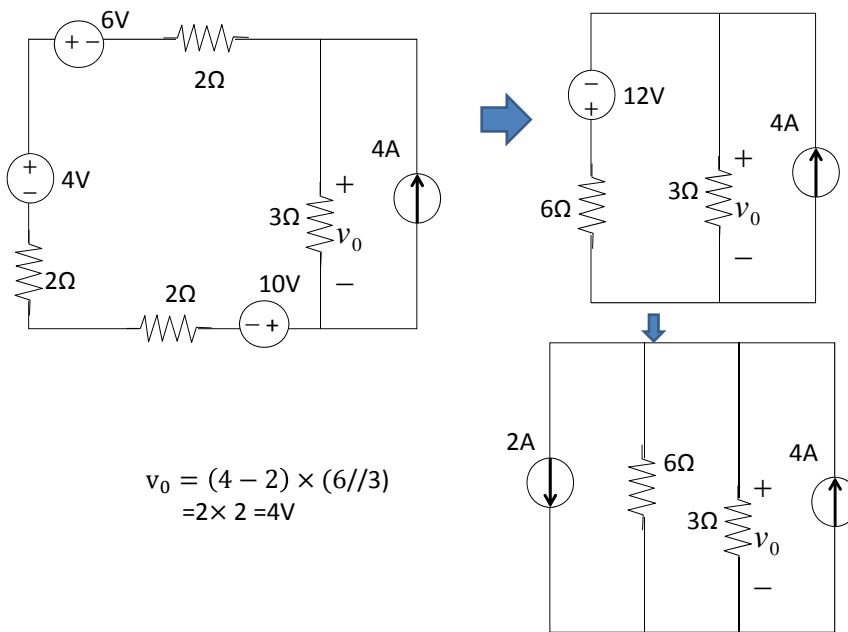 6V
+ −
2Ω
+
−
4V
2Ω
2Ω
10V
− +
3Ω
+
v₀
−
4A
−
+
12V
6Ω
3Ω
+
v₀
−
4A
2A
6Ω
3Ω
+
v₀
−
4A
v₀ = (4 − 2) × (6//3)
=2× 2 =4V